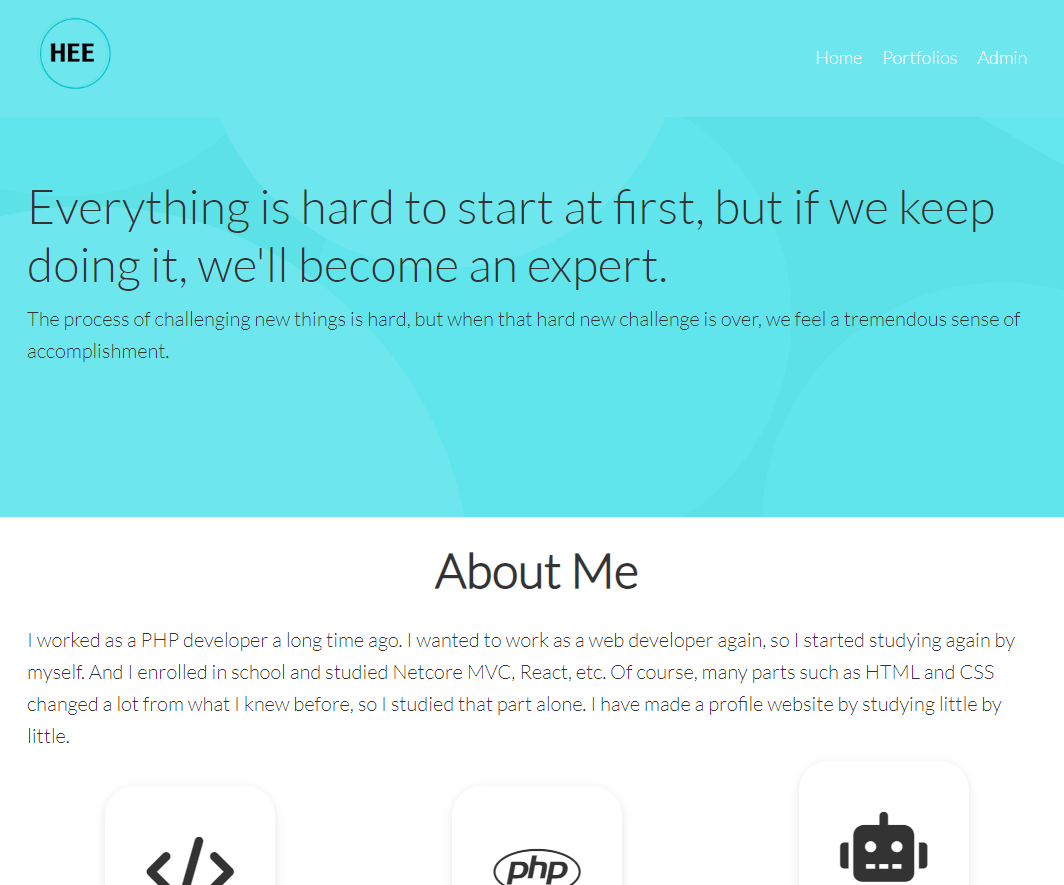 HEE
Home Portfolios Admin
Everything is hard to start at first, but if we keep
doing it, we'll become an expert.
The process of challenging new things is hard, but when that hard new challenge is over, we feel a tremendous sense of
accomplishment.
About Me
I worked as a PHP developer a long time ago. I wanted to work as a web developer again, so I started studying again by
myself. And I enrolled in school and studied Netcore MVC, React, etc. Of course, many parts such as HTML and CSS
changed a lot from what I knew before, so I studied that part alone. I have made a profile website by studying little by
little.
php